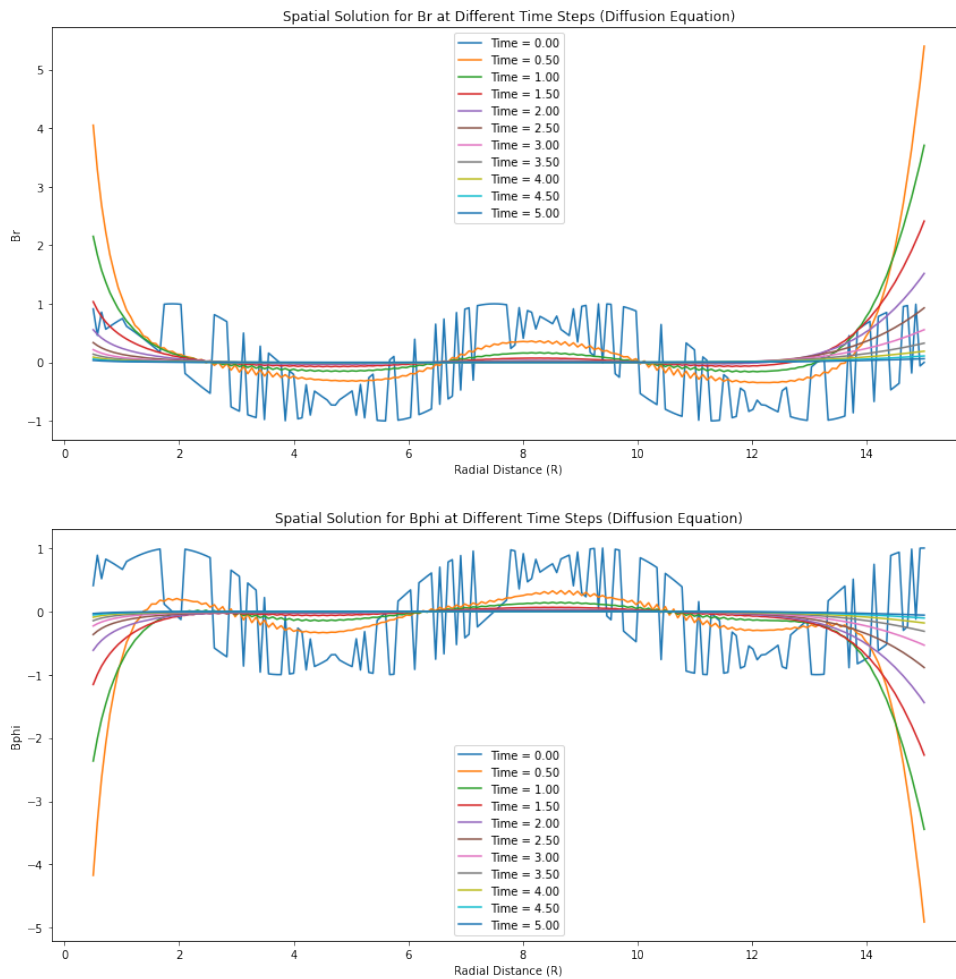 Spatial Solution for Br at Different Time Steps (Diffusion Equation)
Time = 0.00
Time = 0.50
Time = 1.00
Time = 1.50
Time = 2.00
Time = 2.50
Time = 3.00
Time = 3.50
Time = 4.00
Time = 4.50
Time = 5.00
5
4
3
2
1
0
−1
Br
0 2 4 6 8 10 12 14
Radial Distance (R)
Spatial Solution for Bphi at Different Time Steps (Diffusion Equation)
1
0
−1
−2
−3
−4
−5
Bphi
Time = 0.00
Time = 0.50
Time = 1.00
Time = 1.50
Time = 2.00
Time = 2.50
Time = 3.00
Time = 3.50
Time = 4.00
Time = 4.50
Time = 5.00
0 2 4 6 8 10 12 14
Radial Distance (R)